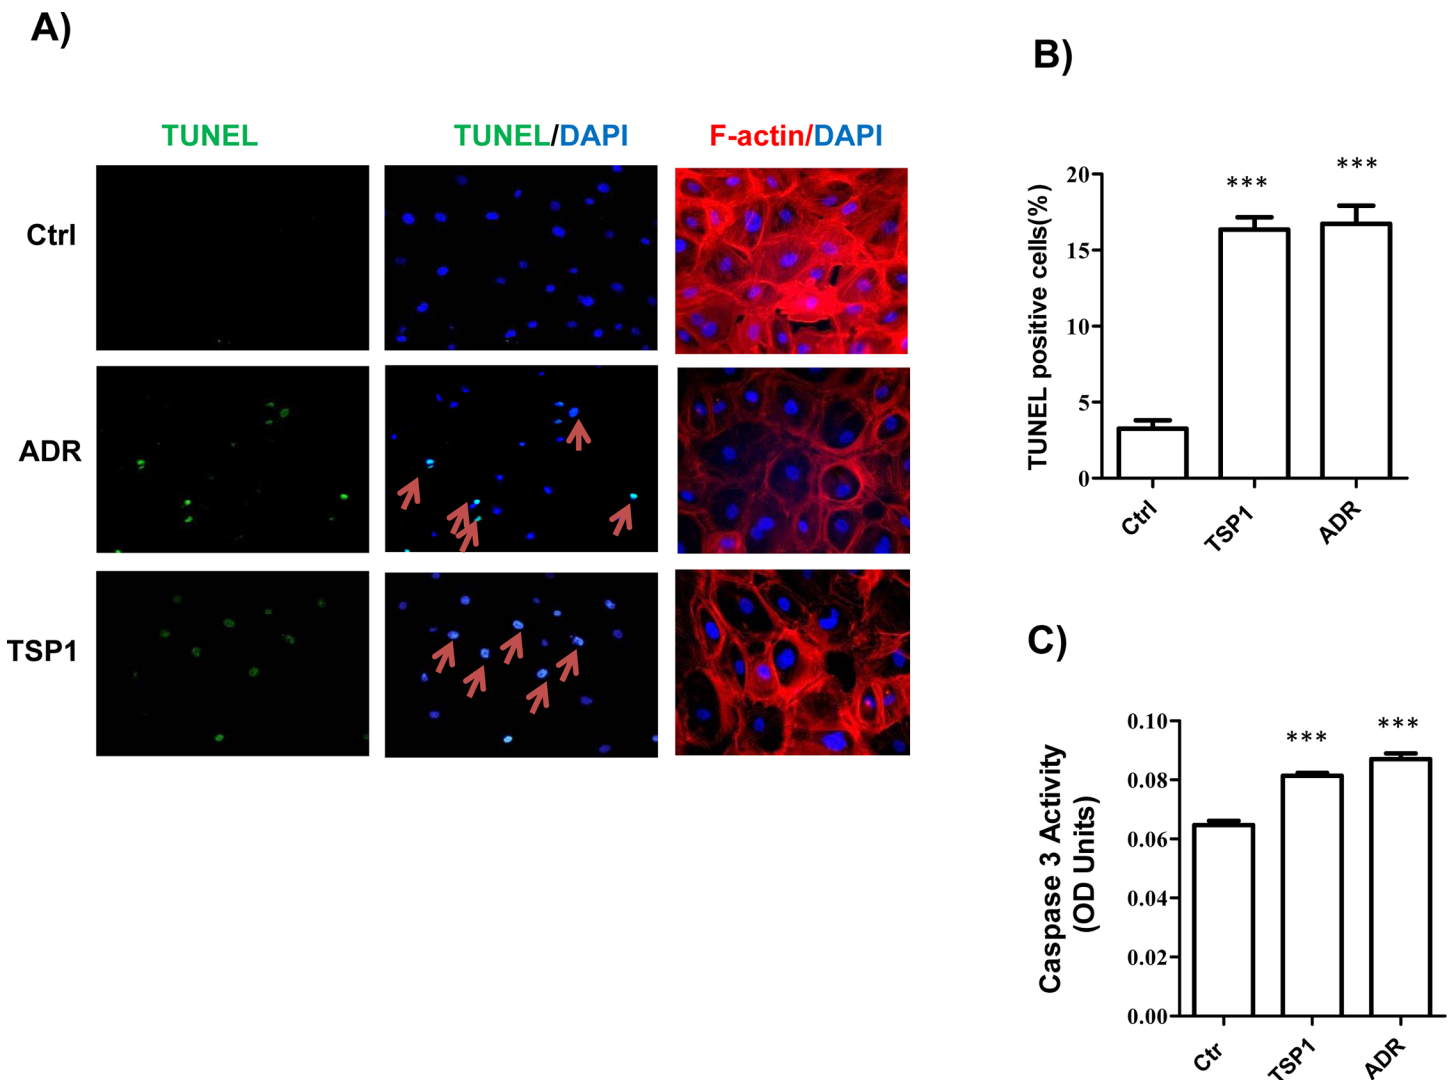 A)
TUNEL
TUNEL/DAPI
F-actin/DAPI
Ctrl
ADR
TSP1
B)
TUNEL positive cells(%)
20
15
10
5
0
***
***
Ctrl
TSP1
ADR
C)
Caspase 3 Activity
(OD Units)
0.10
0.08
0.06
0.04
0.02
0.00
***
***
Ctr
TSP1
ADR